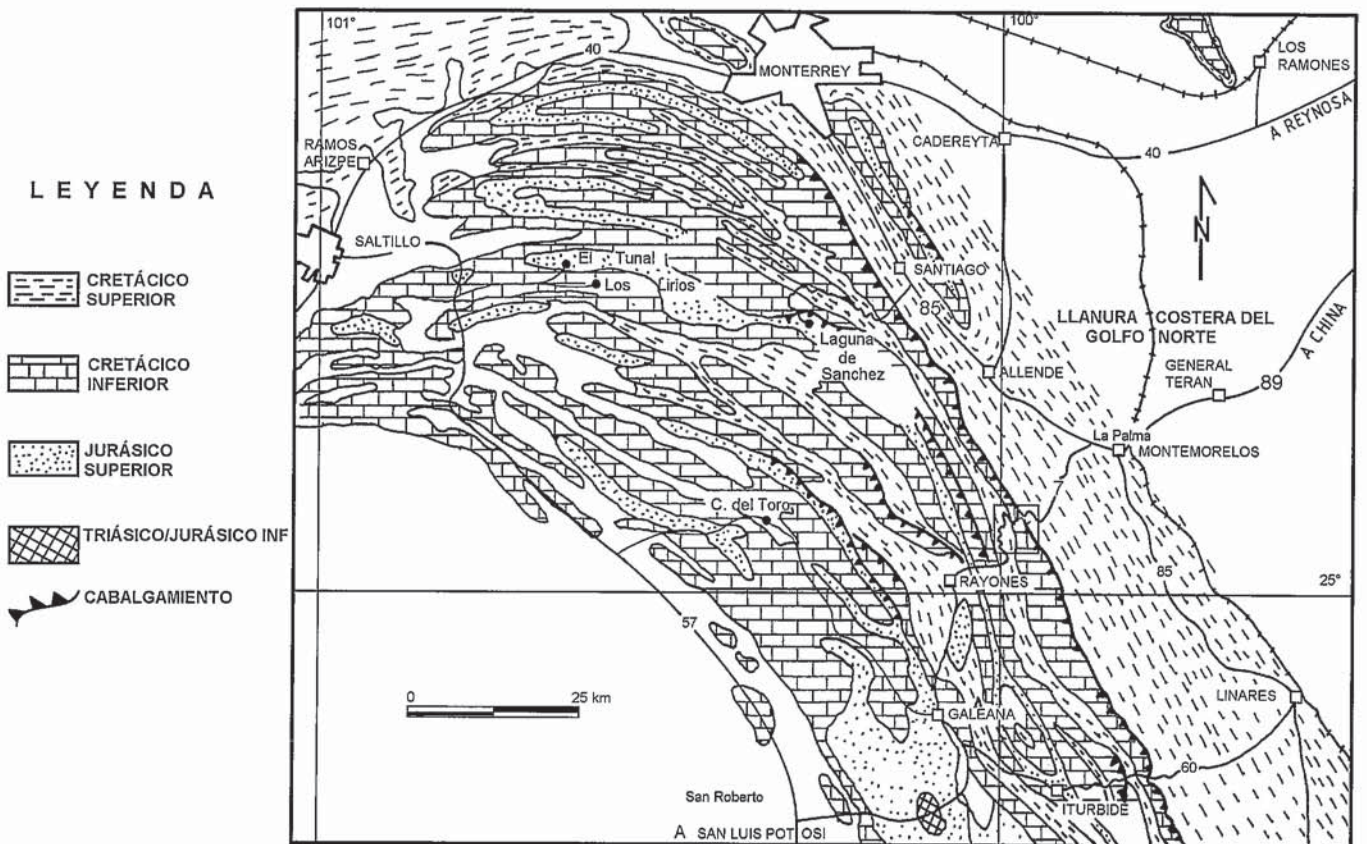 LEYENDA
CRETÁCICO
SUPERIOR
CRETÁCICO
INFERIOR
JURÁSICO
SUPERIOR
TRIÁSICO/JURÁSICO INF
CABALGAMIENTO
101°
100°
40
MONTERREY
LOS
RAMONES
A REYNOSA
RAMOS
ARIZPE
CADEREYTA
40
N
SALTILLO
El Tunal
Los Lirios
SANTIAGO
85
LLANURA COSTERA DEL
GOLFO NORTE
Laguna
de
Sanchez
ALLENDE
GENERAL
TERAN
89
A CHINA
La Palma
MONTEMORELOS
C. del Toro
RAYONES
85
25°
57
0
25 km
GALEANA
LINARES
60
San Roberto
ITURBIDE
A SAN LUIS POTOSI